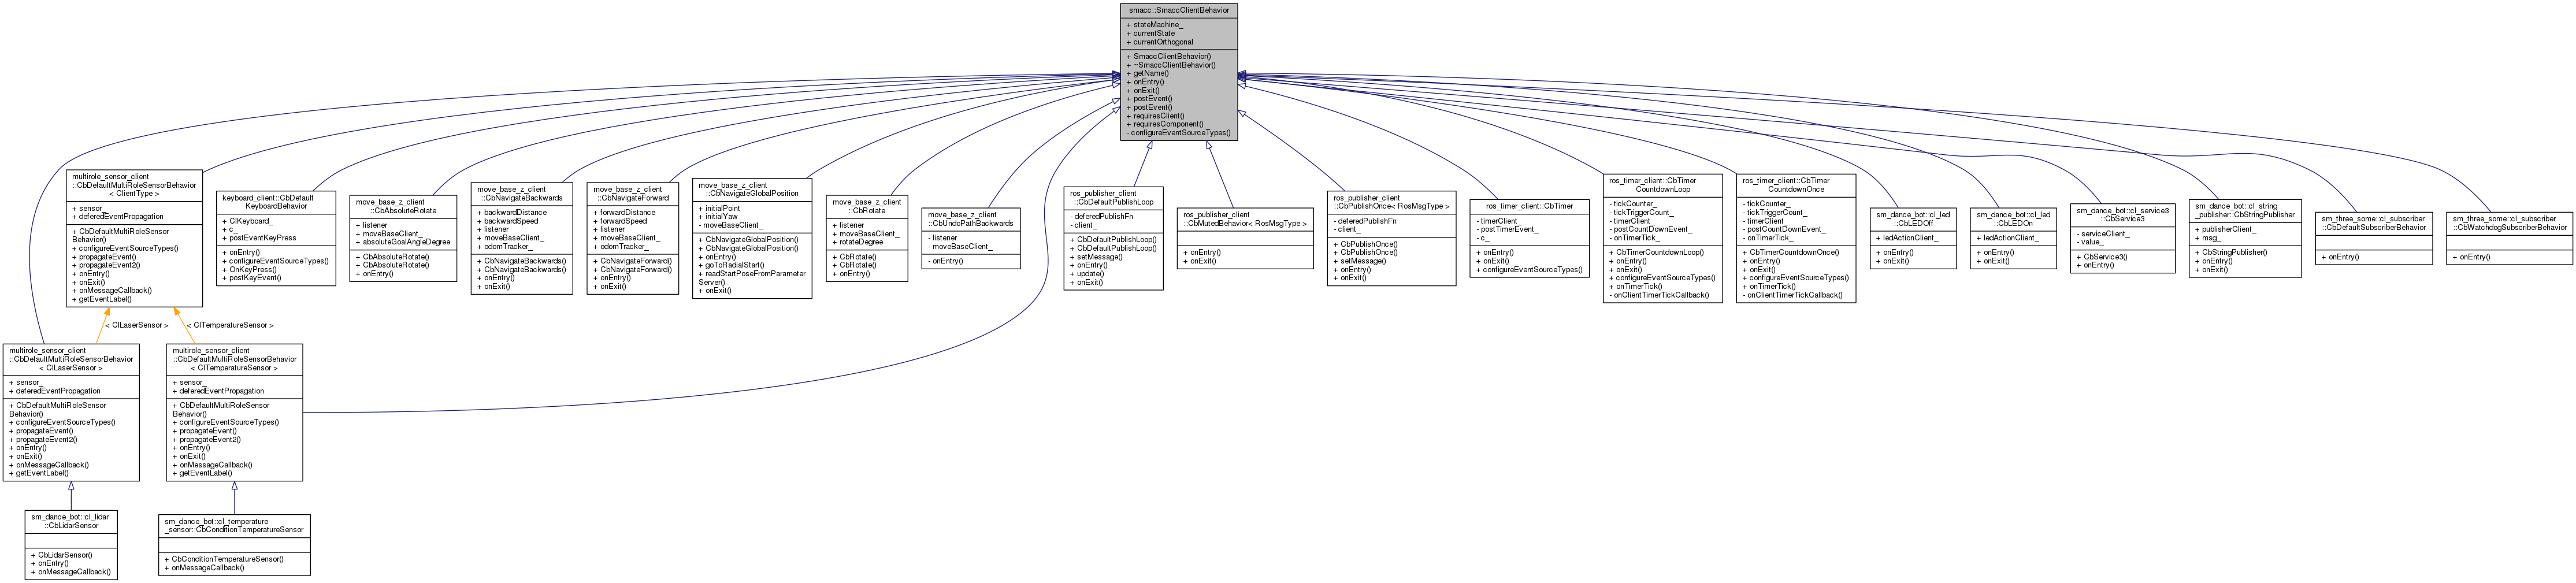 smacc::SmaccClientBehavior
+ stateMachine_
+ currentState
+ currentOrthogonal
+ SmaccClientBehavior()
+ ~SmaccClientBehavior()
+ getName()
+ onEntry()
+ onExit()
+ postEvent()
+ postEvent()
+ requiresClient()
+ requiresComponent()
- configureEventSourceTypes()
multirole_sensor_client
::CbDefaultMultiRoleSensorBehavior
< ClientType >
+ sensor_
+ deferedEventPropagation
+ CbDefaultMultiRoleSensor
Behavior()
+ configureEventSourceTypes()
+ propagateEvent()
+ propagateEvent2()
+ onEntry()
+ onExit()
+ onMessageCallback()
+ getEventLabel()
keyboard_client::CbDefault
KeyboardBehavior
+ ClKeyboard_
+ c_
+ postEventKeyPress
+ onEntry()
+ configureEventSourceTypes()
+ OnKeyPress()
+ postKeyEvent()
move_base_z_client
::CbAbsoluteRotate
+ listener
+ moveBaseClient_
+ absoluteGoalAngleDegree
+ CbAbsoluteRotate()
+ CbAbsoluteRotate()
+ onEntry()
move_base_z_client
::CbNavigateBackwards
+ backwardDistance
+ backwardSpeed
+ listener
+ moveBaseClient_
+ odomTracker_
+ CbNavigateBackwards()
+ CbNavigateBackwards()
+ onEntry()
+ onExit()
move_base_z_client
::CbNavigateForward
+ forwardDistance
+ forwardSpeed
+ listener
+ moveBaseClient_
+ odomTracker_
+ CbNavigateForward()
+ CbNavigateForward()
+ onEntry()
+ onExit()
move_base_z_client
::CbNavigateGlobalPosition
+ initialPoint
+ initialYaw
- moveBaseClient_
+ CbNavigateGlobalPosition()
+ CbNavigateGlobalPosition()
+ onEntry()
+ goToRadialStart()
+ readStartPoseFromParameter
Server()
+ onExit()
move_base_z_client
::CbRotate
+ listener
+ moveBaseClient_
+ rotateDegree
+ CbRotate()
+ CbRotate()
+ onEntry()
move_base_z_client
::CbUndoPathBackwards
- listener
- moveBaseClient_
- onEntry()
ros_publisher_client
::CbDefaultPublishLoop
- deferedPublishFn
- client_
+ CbDefaultPublishLoop()
+ CbDefaultPublishLoop()
+ setMessage()
+ onEntry()
+ update()
+ onExit()
ros_publisher_client
::CbMutedBehavior< RosMsgType >
+ onEntry()
+ onExit()
ros_publisher_client
::CbPublishOnce< RosMsgType >
- deferedPublishFn
- client_
+ CbPublishOnce()
+ CbPublishOnce()
+ setMessage()
+ onEntry()
+ onExit()
ros_timer_client::CbTimer
- timerClient_
- postTimerEvent_
- c_
+ onEntry()
+ onExit()
+ configureEventSourceTypes()
ros_timer_client::CbTimer
CountdownLoop
- tickCounter_
- tickTriggerCount_
- timerClient_
- postCountDownEvent_
- onTimerTick_
+ CbTimerCountdownLoop()
+ onEntry()
+ onExit()
+ configureEventSourceTypes()
+ onTimerTick()
- onClientTimerTickCallback()
ros_timer_client::CbTimer
CountdownOnce
- tickCounter_
- tickTriggerCount_
- timerClient_
- postCountDownEvent_
- onTimerTick_
+ CbTimerCountdownOnce()
+ onEntry()
+ onExit()
+ configureEventSourceTypes()
+ onTimerTick()
- onClientTimerTickCallback()
sm_dance_bot::cl_led
::CbLEDOff
+ ledActionClient_
+ onEntry()
+ onExit()
sm_dance_bot::cl_led
::CbLEDOn
+ ledActionClient_
+ onEntry()
+ onExit()
sm_dance_bot::cl_service3
::CbService3
- serviceClient_
- value_
+ CbService3()
+ onEntry()
sm_dance_bot::cl_string
_publisher::CbStringPublisher
+ publisherClient_
+ msg_
+ CbStringPublisher()
+ onEntry()
+ onExit()
sm_three_some::cl_subscriber
::CbDefaultSubscriberBehavior
+ onEntry()
sm_three_some::cl_subscriber
::CbWatchdogSubscriberBehavior
+ onEntry()
< ClLaserSensor >
< ClTemperatureSensor >
multirole_sensor_client
::CbDefaultMultiRoleSensorBehavior
< ClLaserSensor >
+ sensor_
+ deferedEventPropagation
+ CbDefaultMultiRoleSensor
Behavior()
+ configureEventSourceTypes()
+ propagateEvent()
+ propagateEvent2()
+ onEntry()
+ onExit()
+ onMessageCallback()
+ getEventLabel()
multirole_sensor_client
::CbDefaultMultiRoleSensorBehavior
< ClTemperatureSensor >
+ sensor_
+ deferedEventPropagation
+ CbDefaultMultiRoleSensor
Behavior()
+ configureEventSourceTypes()
+ propagateEvent()
+ propagateEvent2()
+ onEntry()
+ onExit()
+ onMessageCallback()
+ getEventLabel()
sm_dance_bot::cl_lidar
::CbLidarSensor
+ CbLidarSensor()
+ onEntry()
+ onMessageCallback()
sm_dance_bot::cl_temperature
_sensor::CbConditionTemperatureSensor
+ CbConditionTemperatureSensor()
+ onMessageCallback()